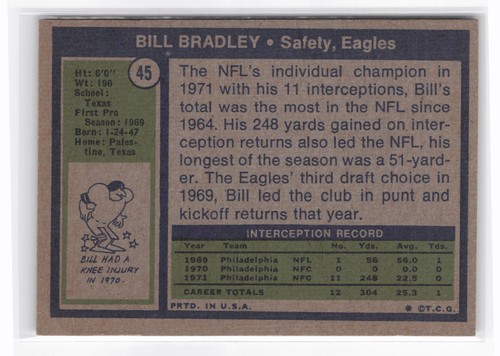 BILL BRADLEY • Safety, Eagles
45
Ht: 6'0"
Wt: 190
School:
Texas
First Pro
Season: 1969
Born: 1-24-47
Home: Pales-
tine, Texas
BILL HAD A
KNEE INJURY
IN 1970.
The NFL's individual champion in
1971 with his 11 interceptions, Bill's
total was the most in the NFL since
1964. His 248 yards gained on inter-
ception returns also led the NFL, his
longest of the season was a 51-yard-
er. The Eagles' third draft choice in
1969, Bill led the club in punt and
kickoff returns that year.
INTERCEPTION RECORD
Year Team No. Yds. Avg. Tds.
1969 Philadelphia NFL 1 56 56.0 1
1970 Philadelphia NFC 0 0 0.0 0
1971 Philadelphia NFC 11 248 22.5 0
CAREER TOTALS 12 304 25.3 1
PRTD. IN U.S.A. ✱ ©T.C.G.